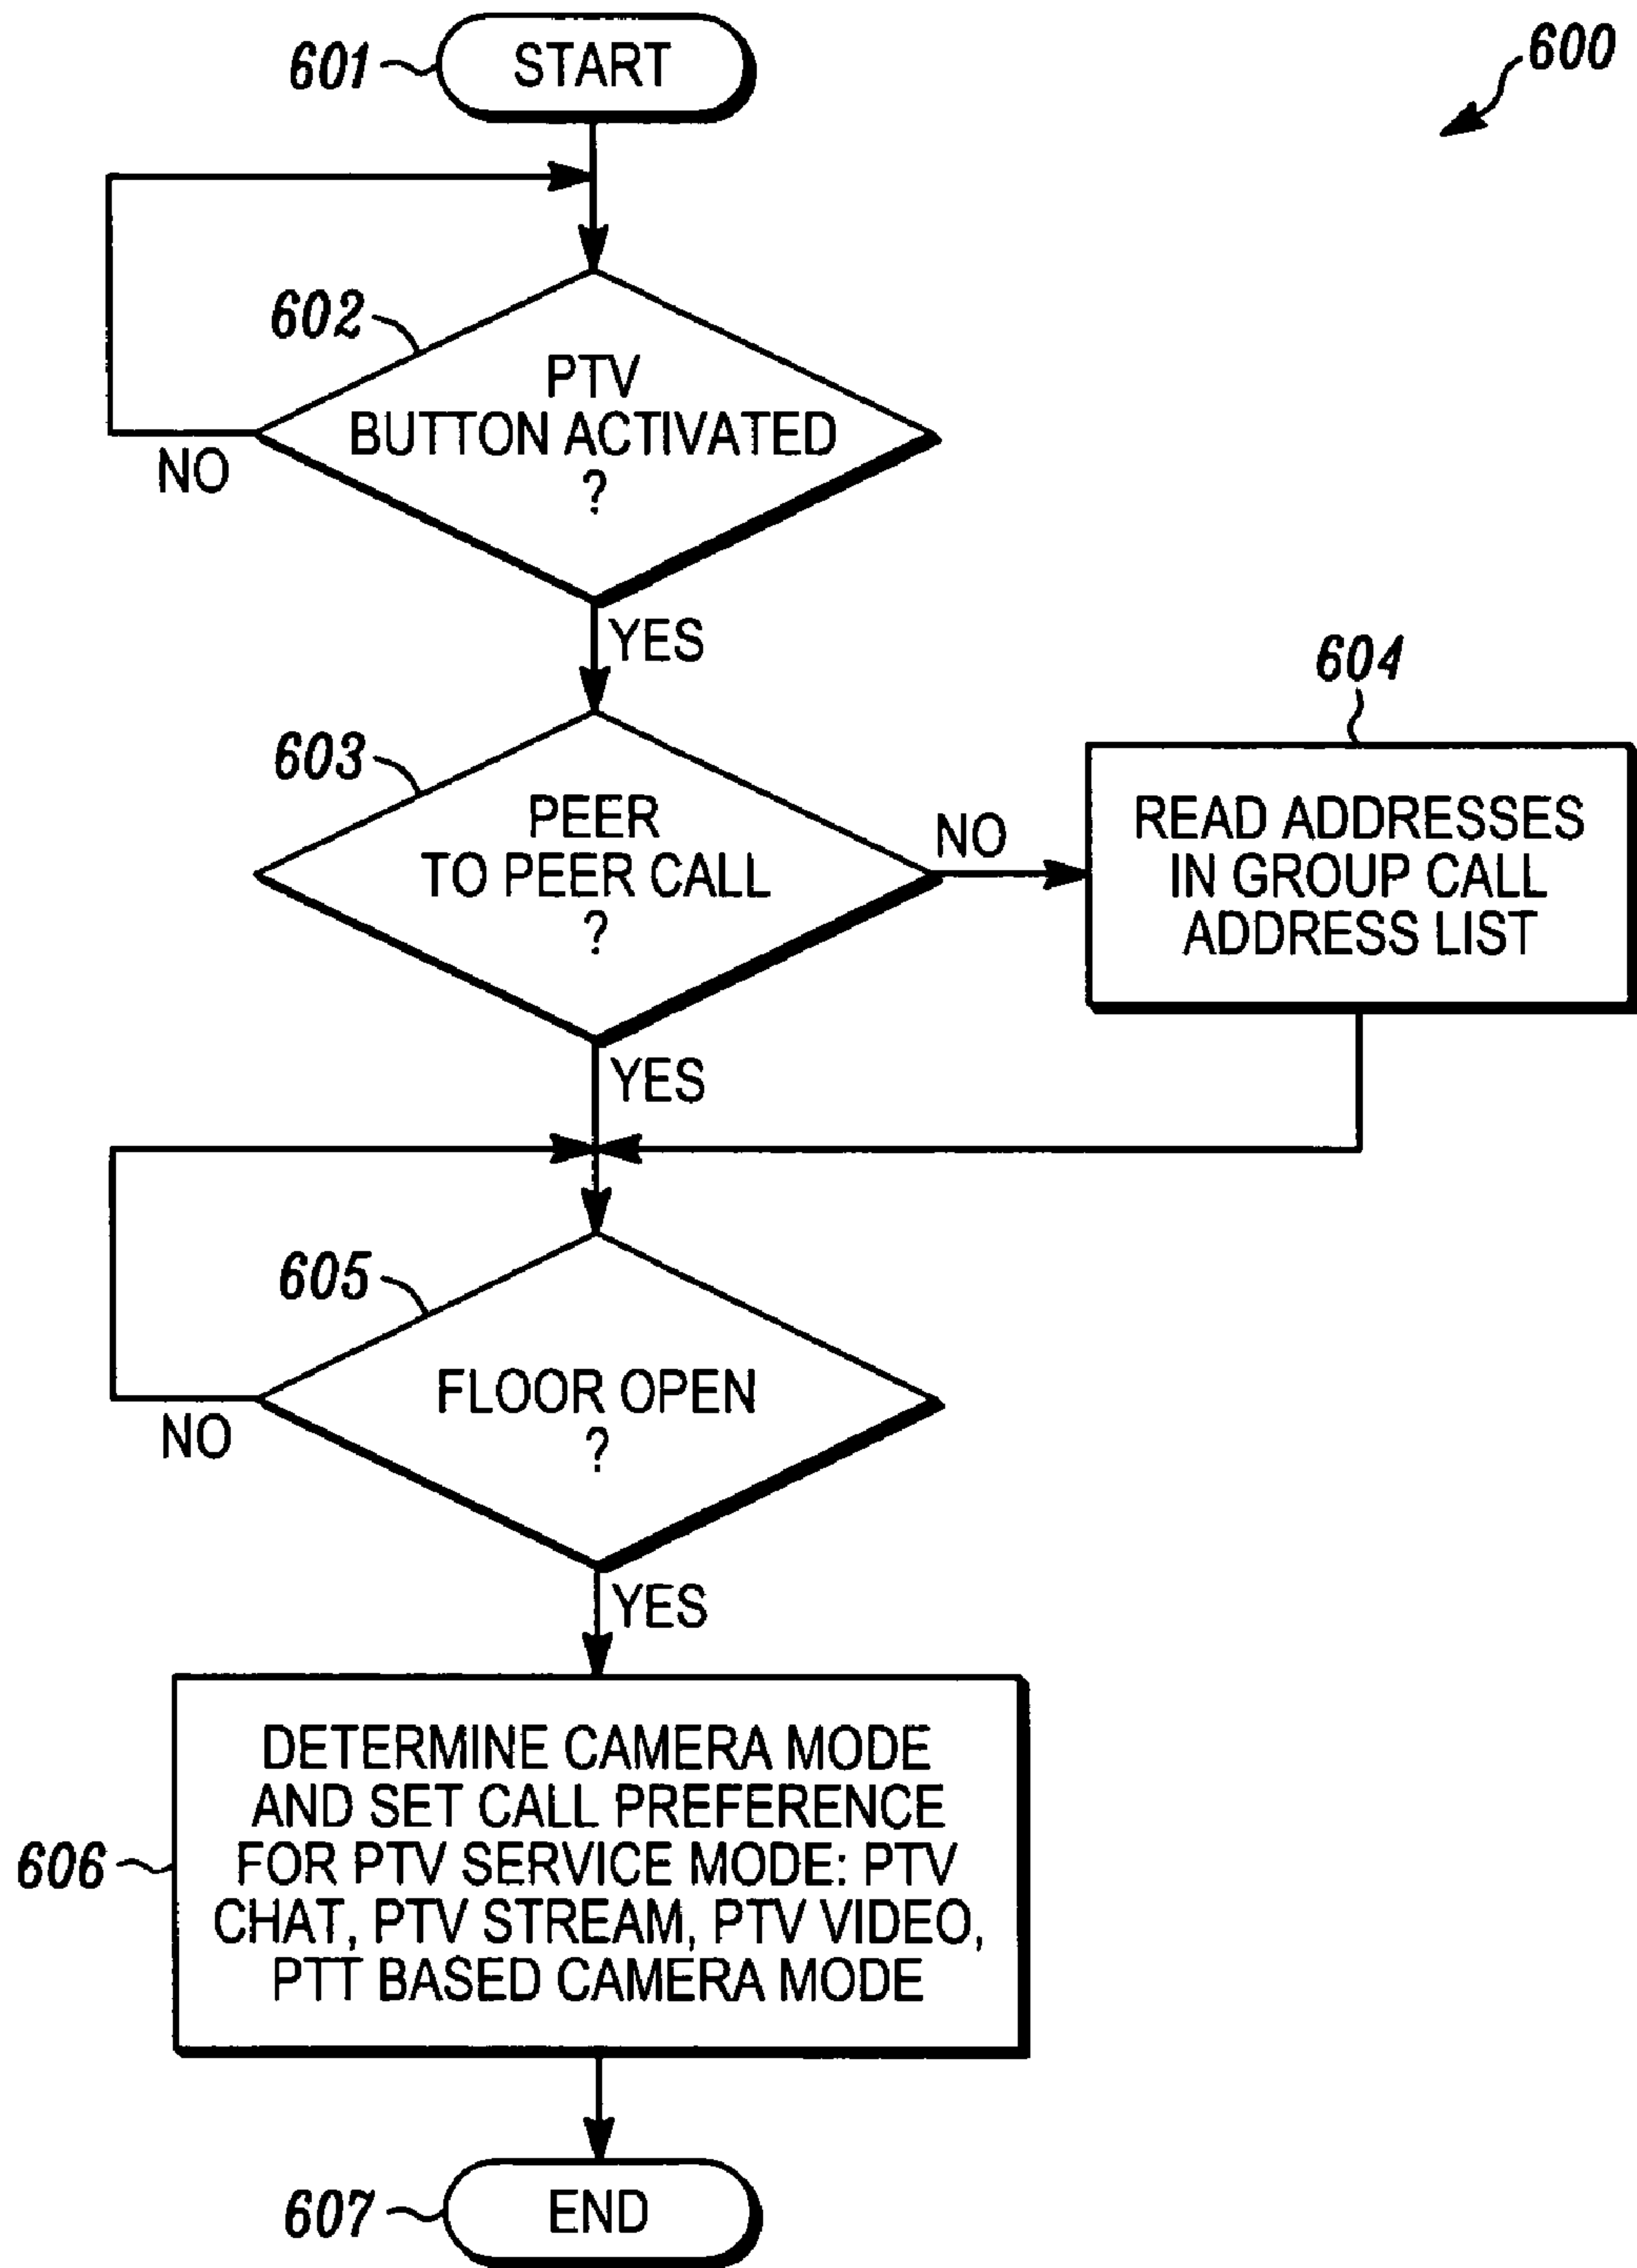 600
601
START
602
PTV
BUTTON ACTIVATED
?
NO
YES
603
PEER
TO PEER CALL
?
NO
604
READ ADDRESSES
IN GROUP CALL
ADDRESS LIST
YES
605
FLOOR OPEN
?
NO
YES
606
DETERMINE CAMERA MODE
AND SET CALL PREFERENCE
FOR PTV SERVICE MODE: PTV
CHAT, PTV STREAM, PTV VIDEO,
PTT BASED CAMERA MODE
607
END